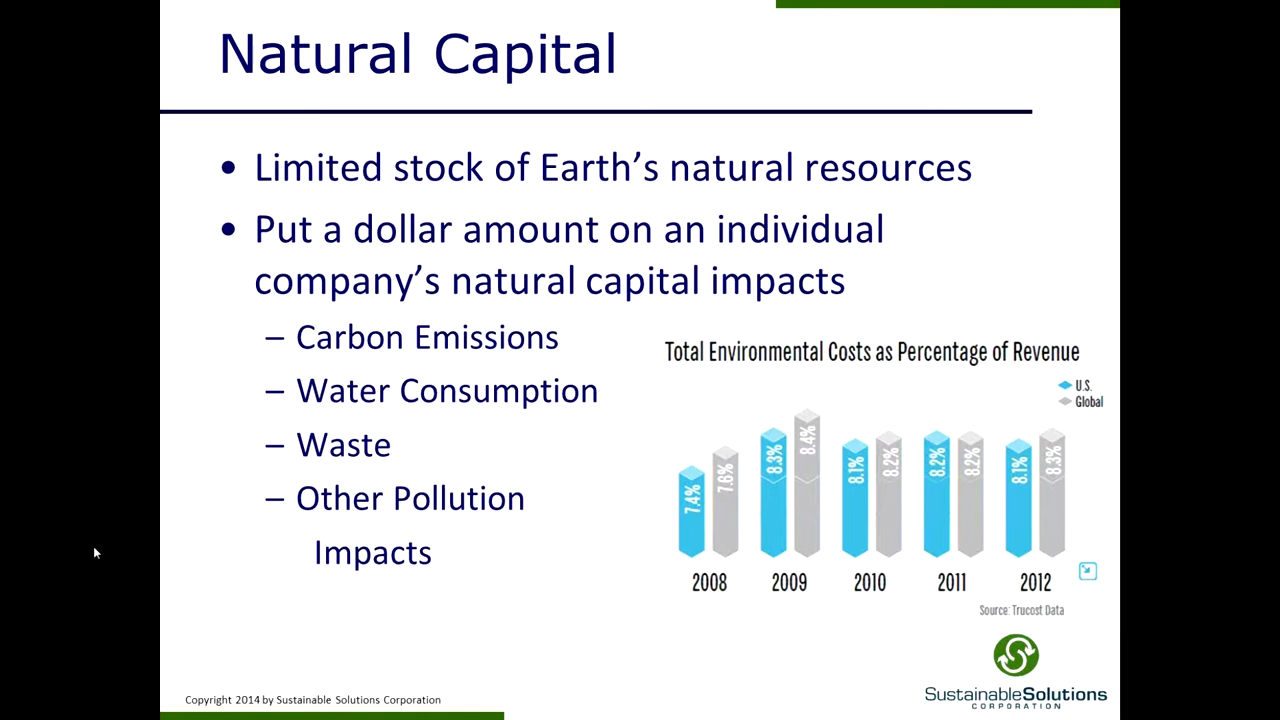 Natural Capital
• Limited stock of Earth’s natural resources
• Put a dollar amount on an individual
company’s natural capital impacts
– Carbon Emissions
– Water Consumption
– Waste
– Other Pollution
Impacts
Total Environmental Costs as Percentage of Revenue
U.S.
Global
7.4% 7.6% 8.3% 8.4% 8.1% 8.2% 8.2% 8.2% 8.1% 8.3%
2008 2009 2010 2011 2012
Source: Trucost Data
Copyright 2014 by Sustainable Solutions Corporation
SustainableSolutions
CORPORATION